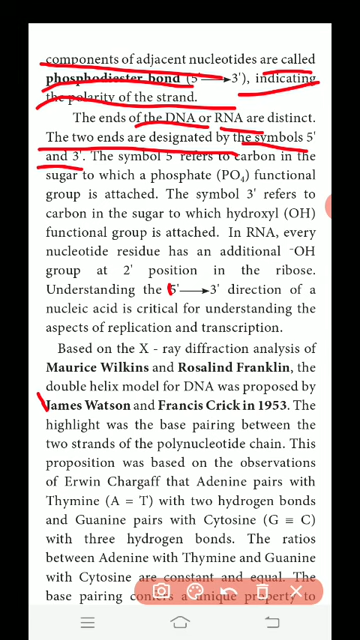 components of adjacent nucleotides are called
phosphodiester bond (5'⟶3'), indicating
the polarity of the strand.
The ends of the DNA or RNA are distinct.
The two ends are designated by the symbols 5'
and 3'. The symbol 5' refers to carbon in the
sugar to which a phosphate (PO₄) functional
group is attached. The symbol 3' refers to
carbon in the sugar to which hydroxyl (OH)
functional group is attached. In RNA, every
nucleotide residue has an additional ⁻OH
group at 2' position in the ribose.
Understanding the 5'⟶3' direction of a
nucleic acid is critical for understanding the
aspects of replication and transcription.
Based on the X - ray diffraction analysis of
Maurice Wilkins and Rosalind Franklin, the
double helix model for DNA was proposed by
James Watson and Francis Crick in 1953. The
highlight was the base pairing between the
two strands of the polynucleotide chain. This
proposition was based on the observations
of Erwin Chargaff that Adenine pairs with
Thymine (A = T) with two hydrogen bonds
and Guanine pairs with Cytosine (G ≡ C)
with three hydrogen bonds. The ratios
between Adenine with Thymine and Guanine
with Cytosine are constant and equal. The
base pairing confers a unique property to